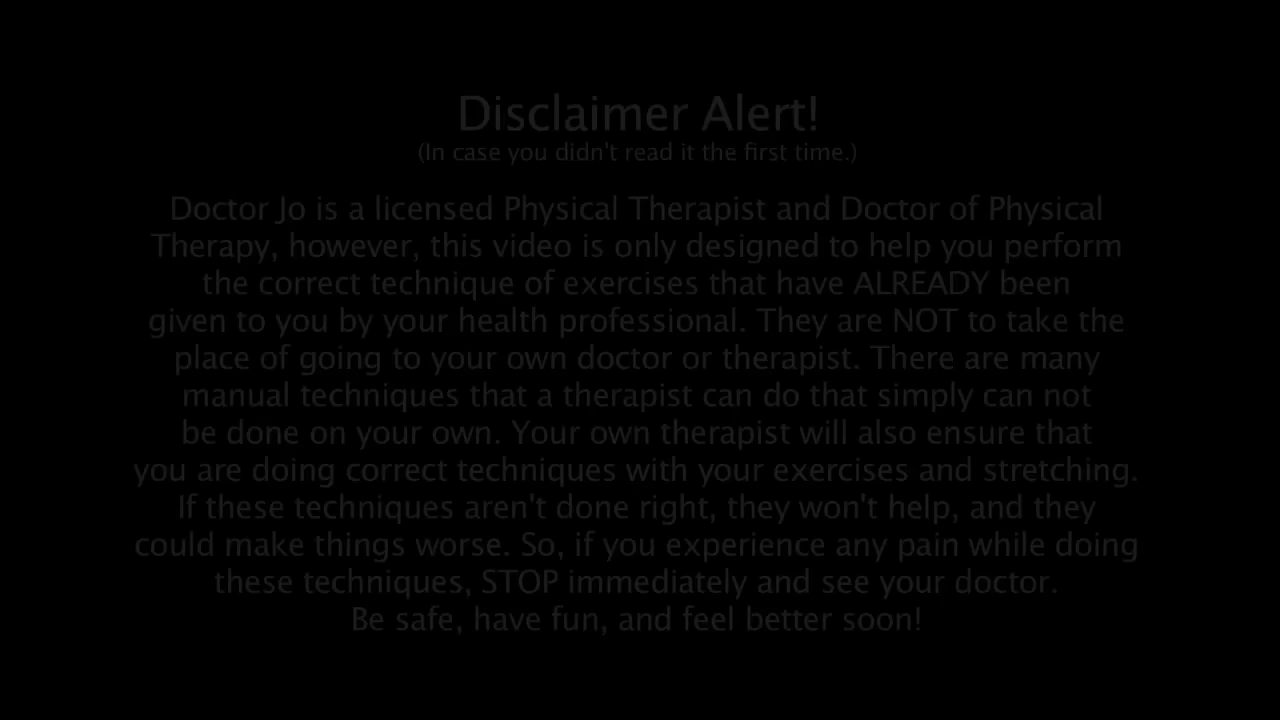 Disclaimer Alert!
(In case you didn't read it the first time.)
Doctor Jo is a licensed Physical Therapist and Doctor of Physical
Therapy, however, this video is only designed to help you perform
the correct technique of exercises that have ALREADY been
given to you by your health professional. They are NOT to take the
place of going to your own doctor or therapist. There are many
manual techniques that a therapist can do that simply can not
be done on your own. Your own therapist will also ensure that
you are doing correct techniques with your exercises and stretching.
If these techniques aren't done right, they won't help, and they
could make things worse. So, if you experience any pain while doing
these techniques, STOP immediately and see your doctor.
Be safe, have fun, and feel better soon!